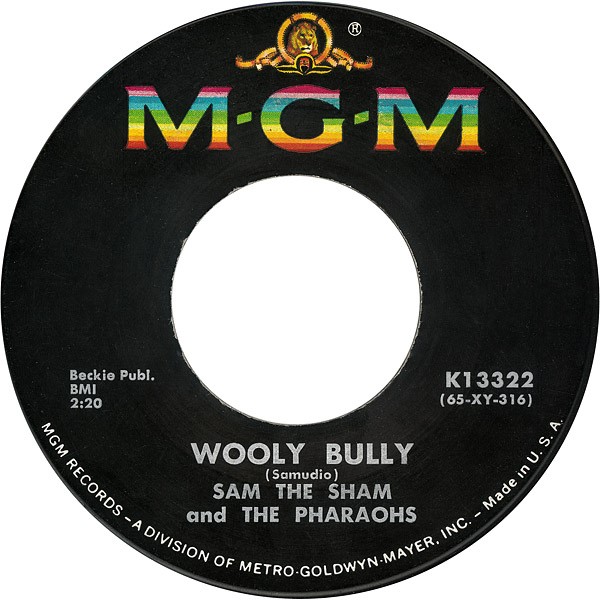 ®
M-G-M
Beckie Publ.
BMI
2:20
K13322
(65-XY-316)
WOOLY BULLY
(Samudio)
SAM THE SHAM
and THE PHARAOHS
MGM RECORDS – A DIVISION OF METRO-GOLDWYN-MAYER, INC. – Made in U.S.A.